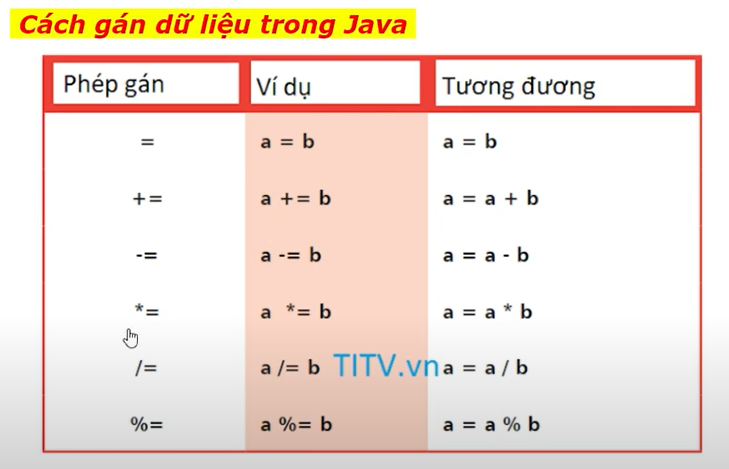 Cách gán dữ liệu trong Java
Phép gán Ví dụ Tương đương
= a = b a = b
+= a += b a = a + b
-= a -= b a = a - b
*= a *= b a = a * b
/= a /= b TITV.vn a = a / b
%= a %= b a = a % b